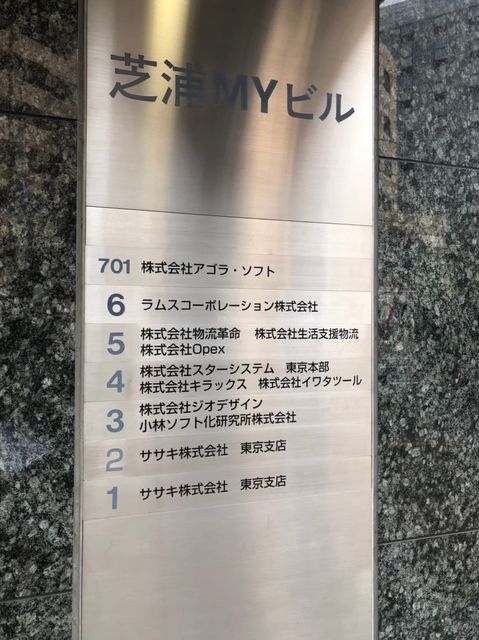 芝浦MYビル
701 株式会社アゴラ・ソフト
6 ラムスコーポレーション株式会社
5 株式会社物流革命 株式会社生活支援物流
株式会社Opex
4 株式会社スターシステム 東京本部
株式会社キラックス 株式会社イワタツール
3 株式会社ジオデザイン
小林ソフト化研究所株式会社
2 ササキ株式会社 東京支店
1 ササキ株式会社 東京支店